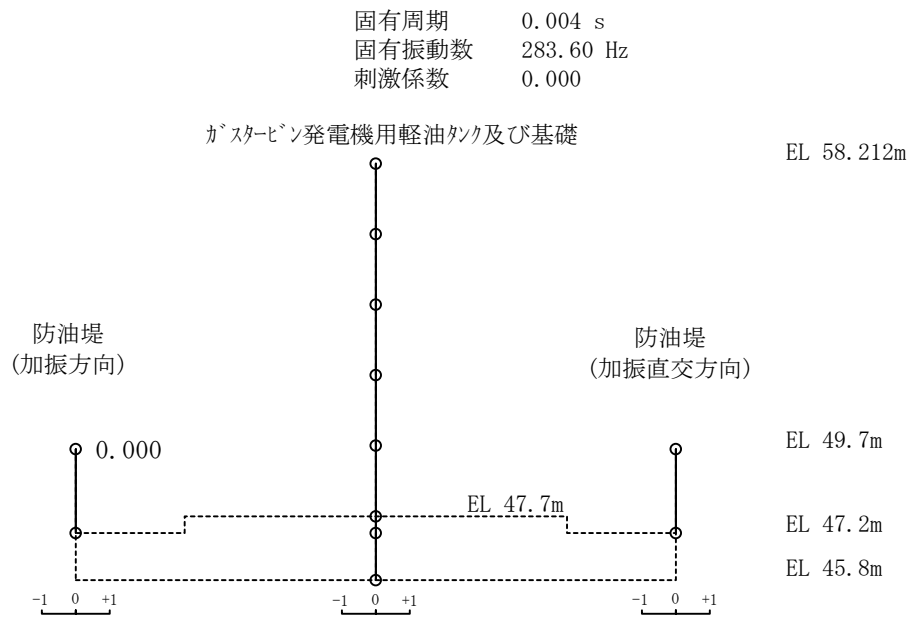 固有周期 0.004 s
固有振動数 283.60 Hz
刺激係数 0.000
ガスタービン発電機用軽油タンク及び基礎
EL 58.212m
防油堤
(加振方向)
防油堤
(加振直交方向)
0.000
EL 49.7m
EL 47.7m
EL 47.2m
EL 45.8m
-1 0 +1
-1 0 +1
-1 0 +1